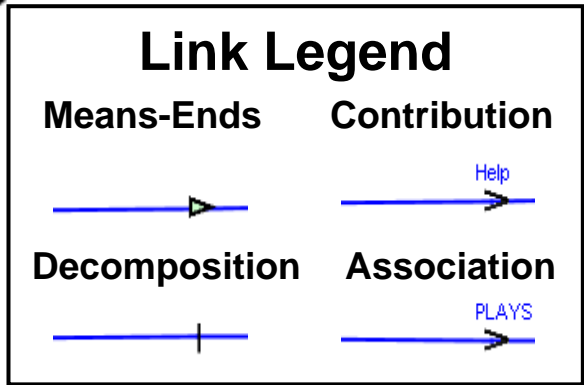 Link Legend
Means-Ends Contribution
Help
Decomposition Association
PLAYS